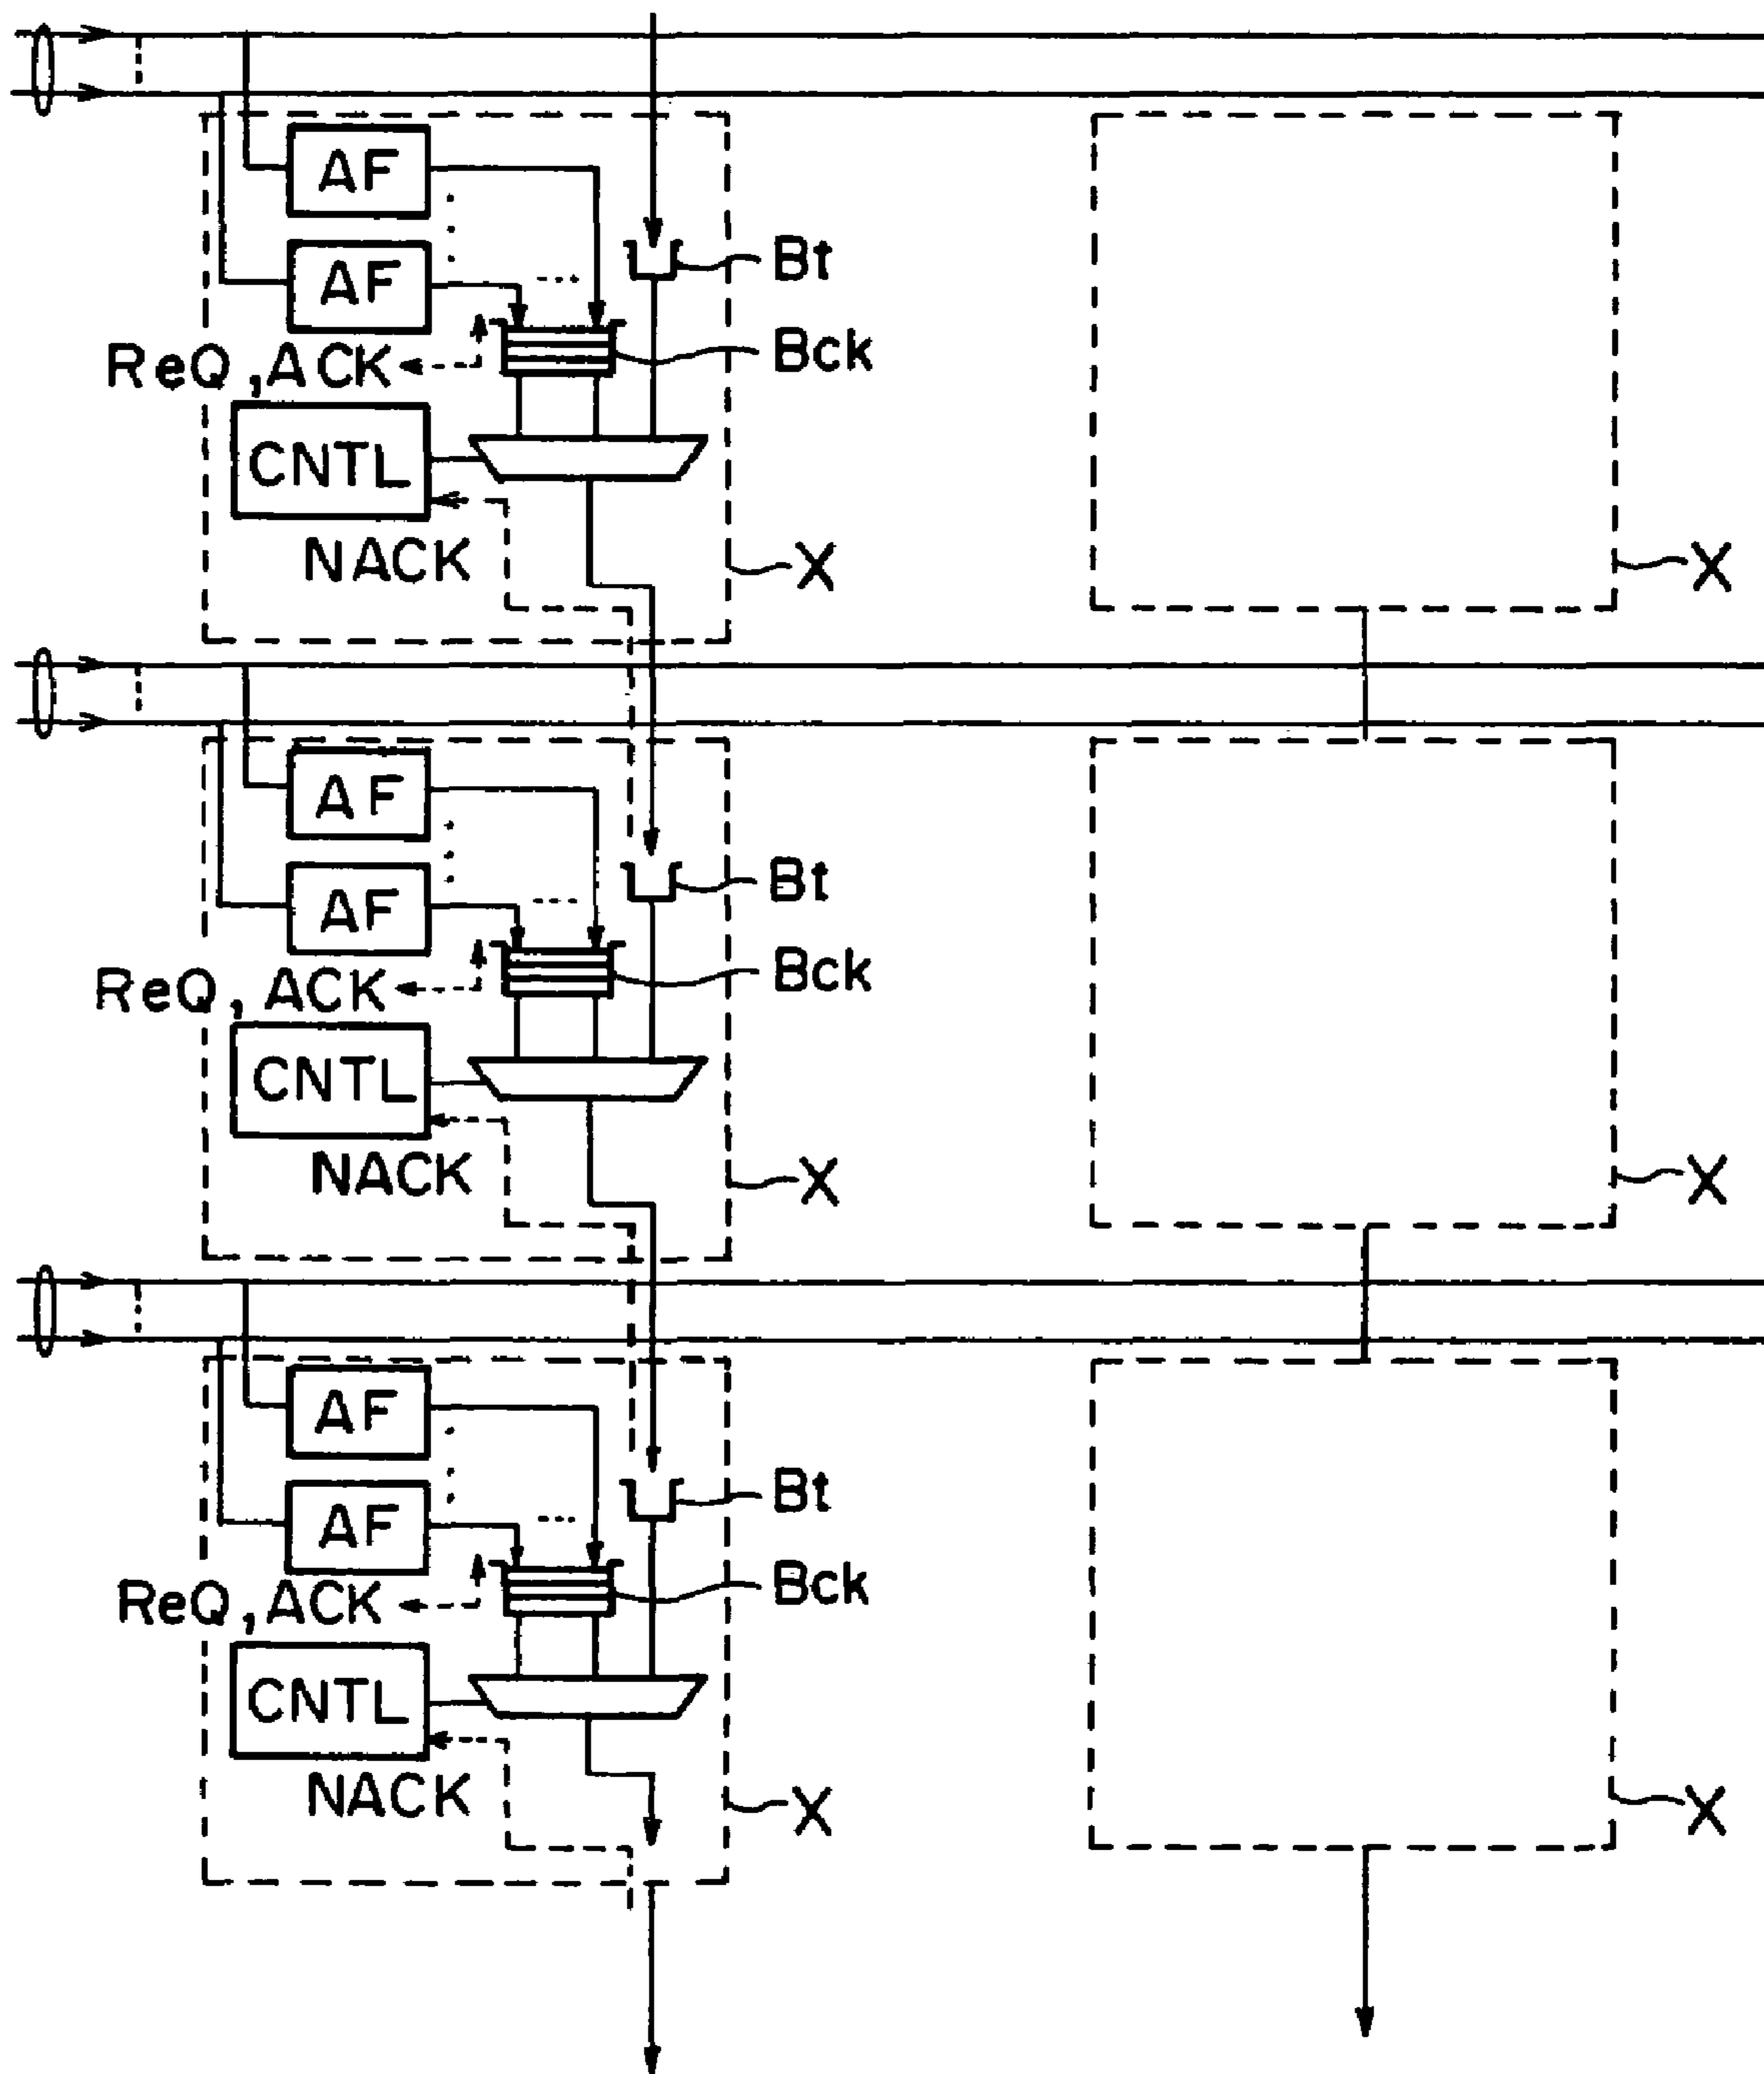 AF
AF
Bt
Bck
ReQ, ACK
CNTL
NACK
X
X
AF
AF
Bt
Bck
ReQ, ACK
CNTL
NACK
X
X
AF
AF
Bt
Bck
ReQ, ACK
CNTL
NACK
X
X